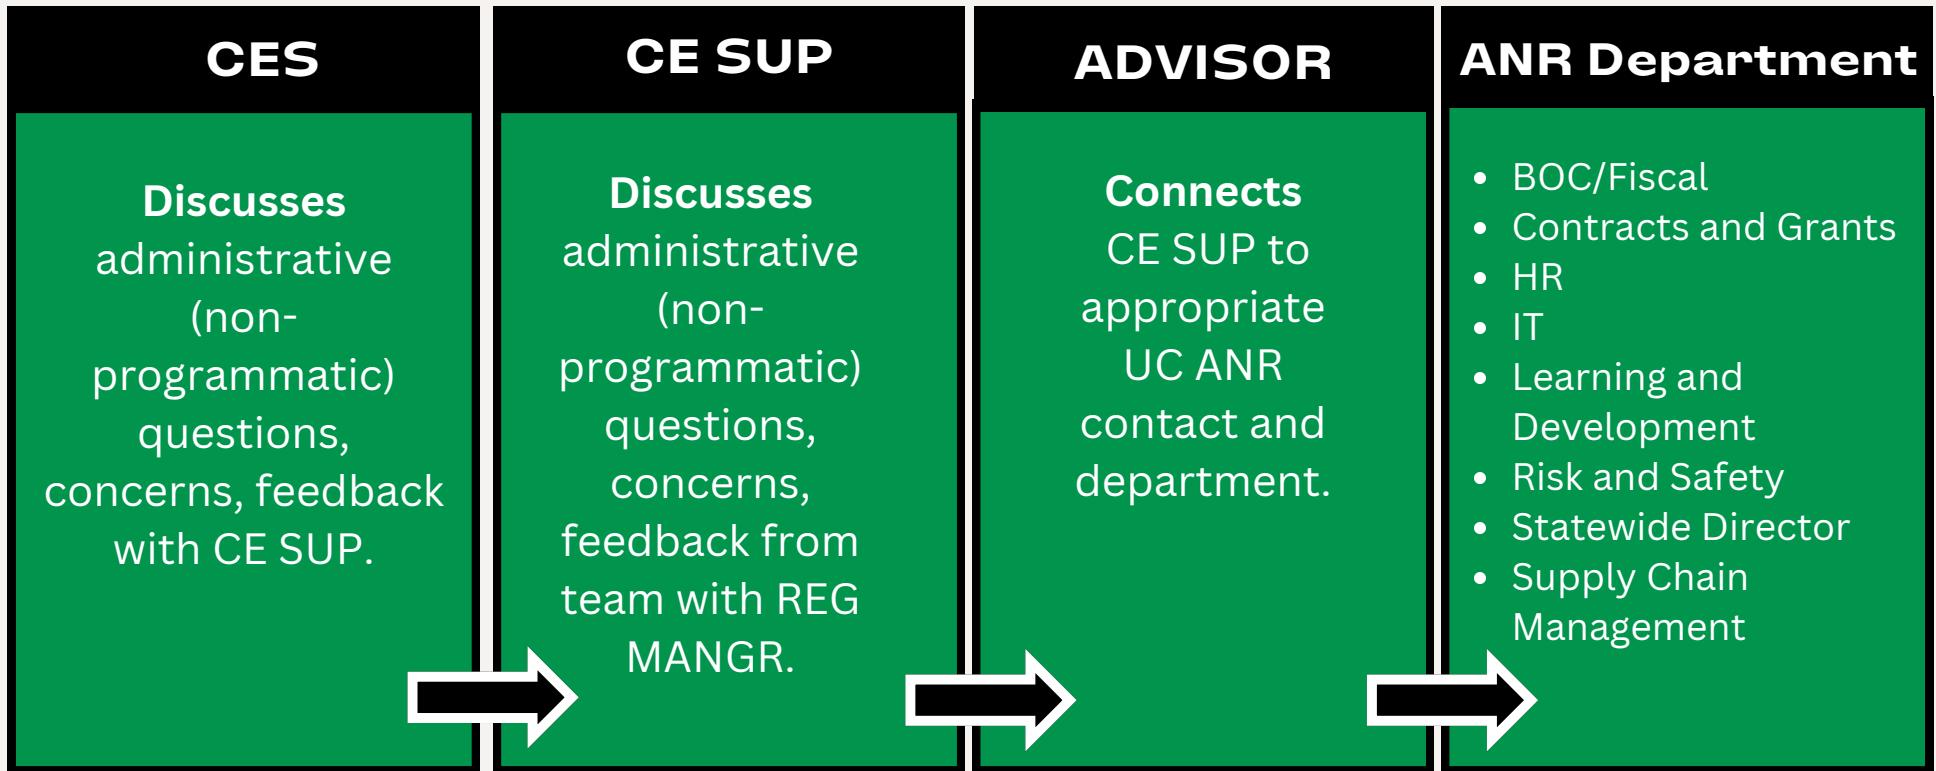 CES
Discusses
administrative
(non-
programmatic)
questions,
concerns, feedback
with CE SUP.
CE SUP
Discusses
administrative
(non-
programmatic)
questions,
concerns,
feedback from
team with REG
MANGR.
ADVISOR
Connects
CE SUP to
appropriate
UC ANR
contact and
department.
ANR Department
• BOC/Fiscal
• Contracts and Grants
• HR
• IT
• Learning and
Development
• Risk and Safety
• Statewide Director
• Supply Chain
Management